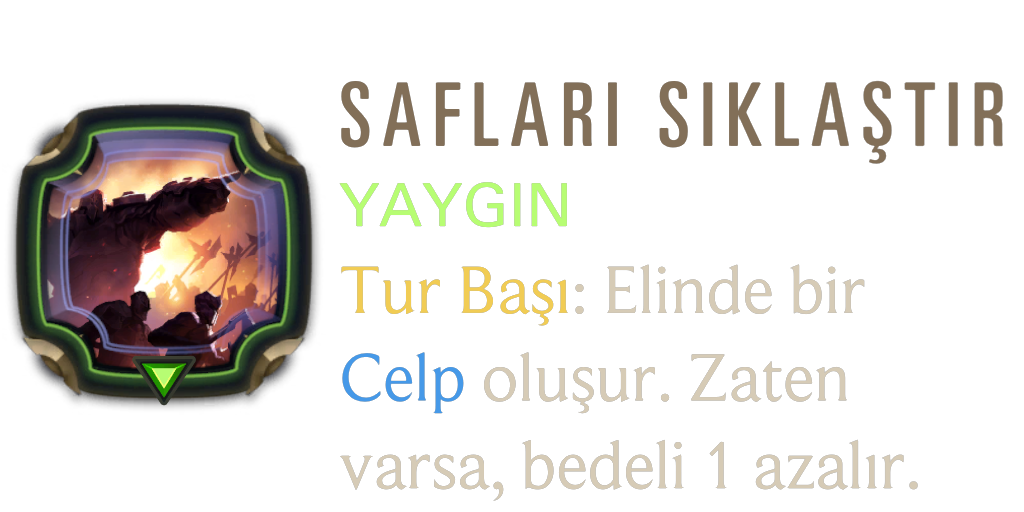 SAFLARI SIKLAŞTIR
YAYGIN
Tur Başı: Elinde bir
Celp oluşur. Zaten
varsa, bedeli 1 azalır.